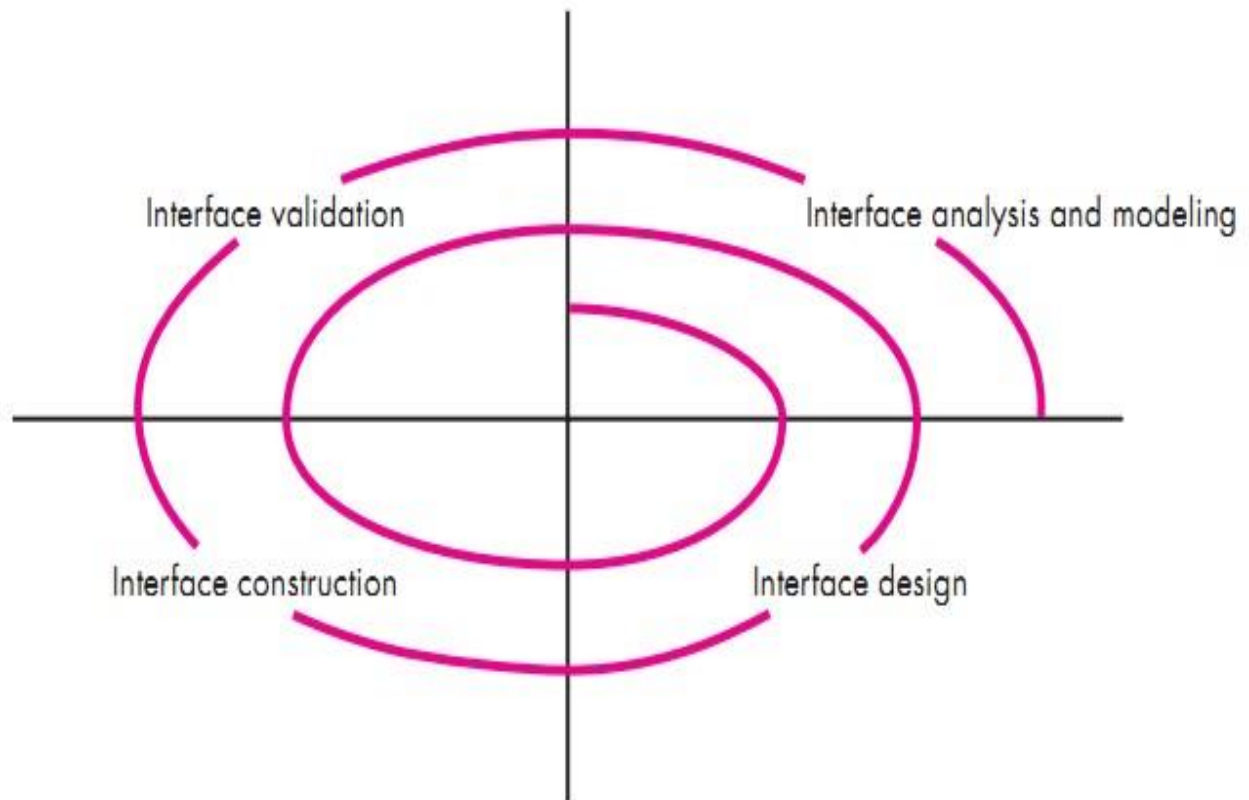 Interface validation
Interface analysis and modeling
Interface construction
Interface design